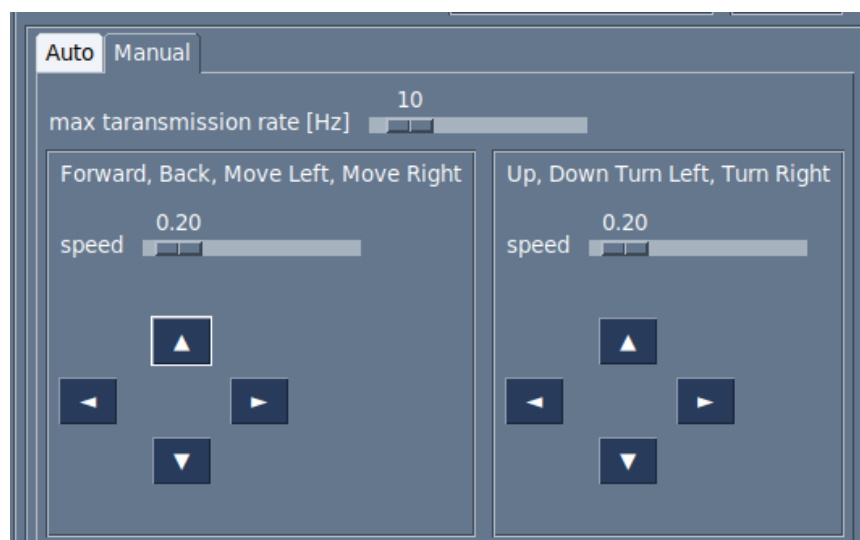 Auto Manual
10
max taransmission rate [Hz]
Forward, Back, Move Left, Move Right
0.20
speed
▲
◄ ►
▼
Up, Down Turn Left, Turn Right
0.20
speed
▲
◄ ►
▼